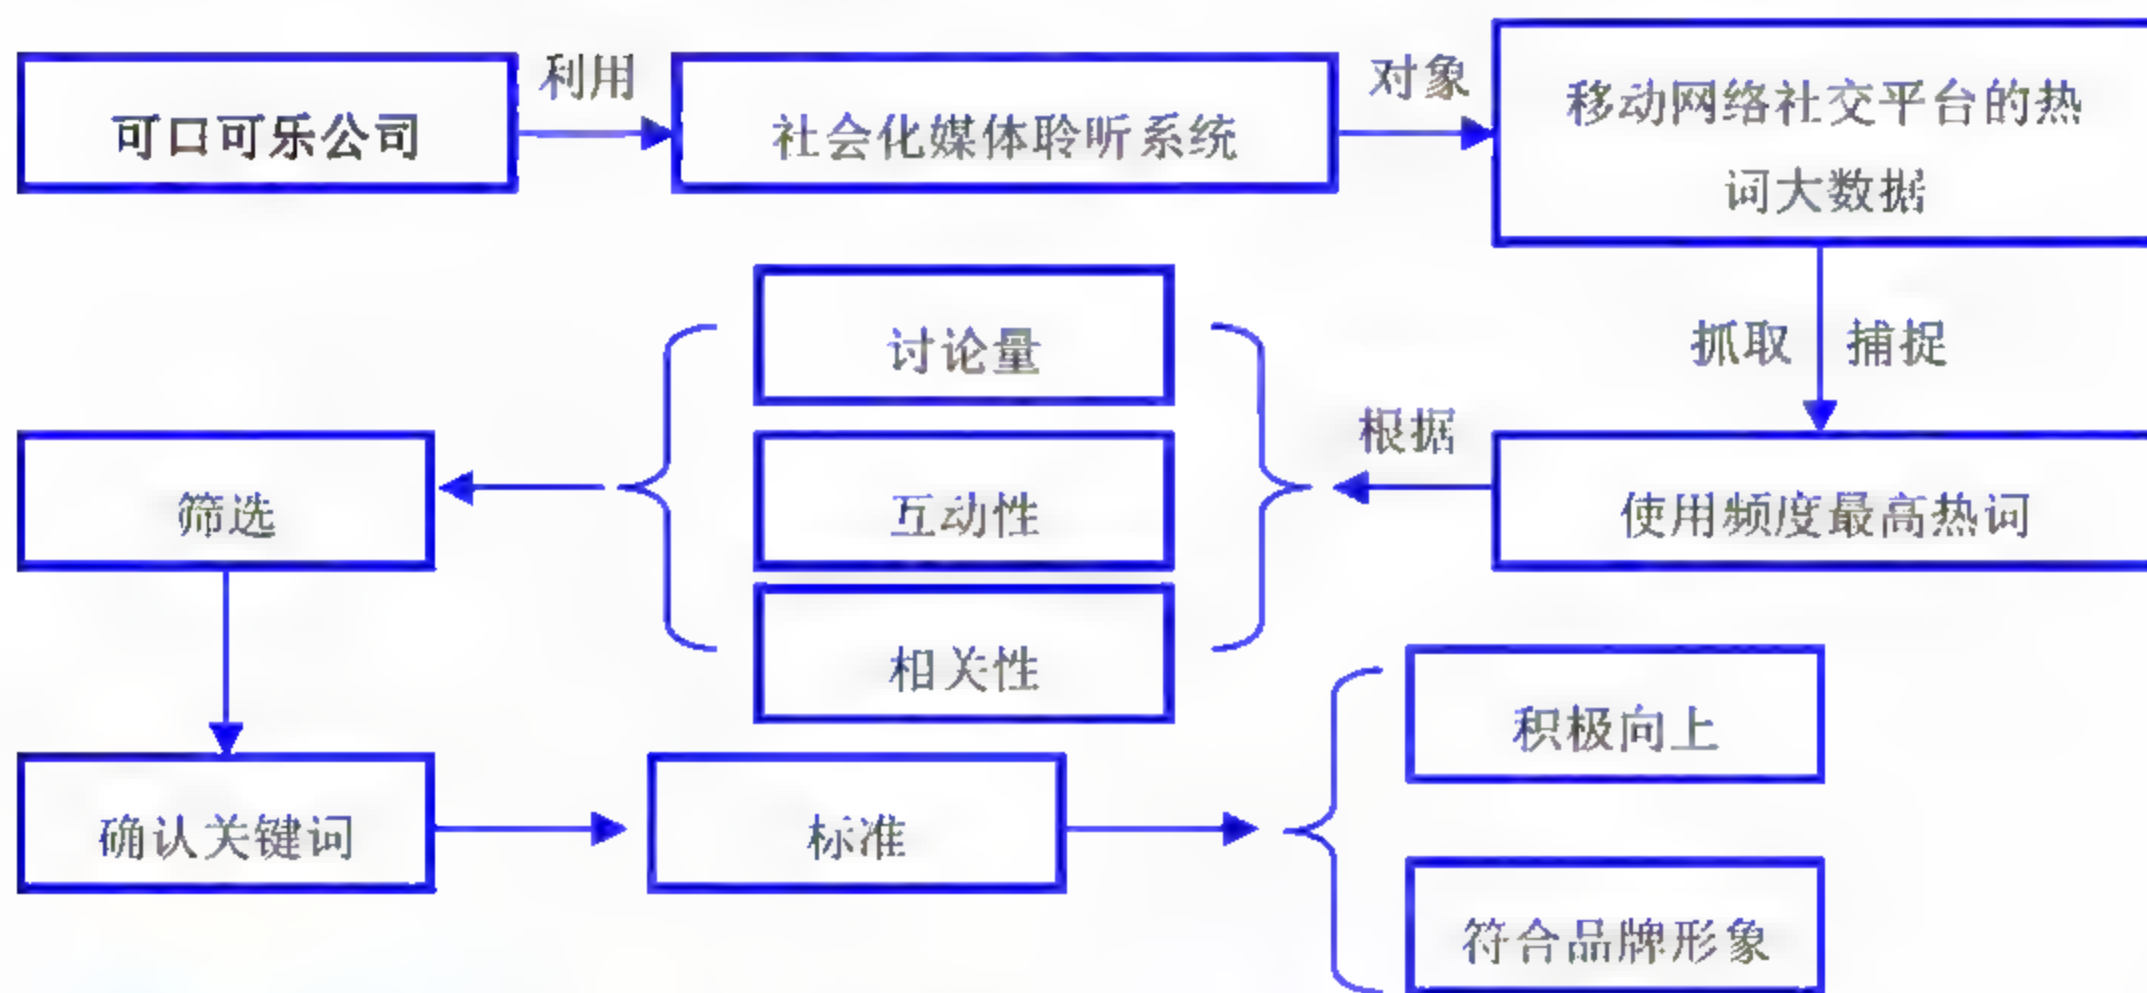 可口可乐公司
利用
社会化媒体聆听系统
对象
移动网络社交平台的热
词大数据
抓取 捕捉
使用频度最高热词
根据
讨论量
互动性
相关性
筛选
确认关键词
标准
积极向上
符合品牌形象